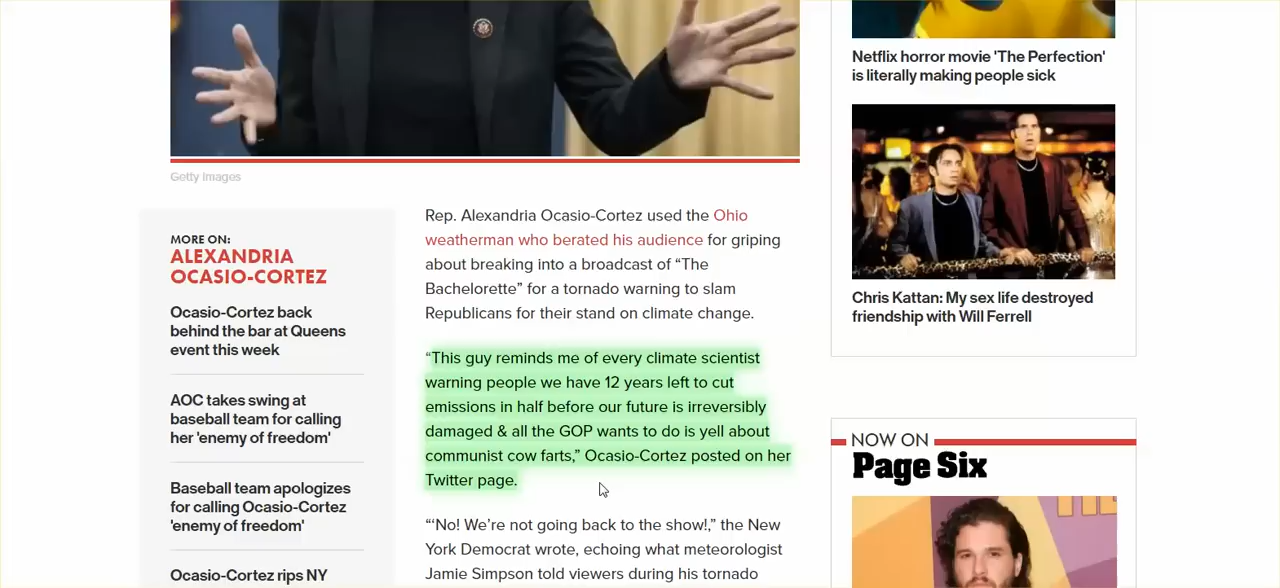 Getty Images
MORE ON:
ALEXANDRIA
OCASIO-CORTEZ
Ocasio-Cortez back
behind the bar at Queens
event this week
AOC takes swing at
baseball team for calling
her 'enemy of freedom'
Baseball team apologizes
for calling Ocasio-Cortez
'enemy of freedom'
Ocasio-Cortez rips NY
Rep. Alexandria Ocasio-Cortez used the Ohio
weatherman who berated his audience for griping
about breaking into a broadcast of “The
Bachelorette” for a tornado warning to slam
Republicans for their stand on climate change.
“This guy reminds me of every climate scientist
warning people we have 12 years left to cut
emissions in half before our future is irreversibly
damaged & all the GOP wants to do is yell about
communist cow farts,” Ocasio-Cortez posted on her
Twitter page.
“‘No! We’re not going back to the show!,” the New
York Democrat wrote, echoing what meteorologist
Jamie Simpson told viewers during his tornado
Netflix horror movie 'The Perfection'
is literally making people sick
Chris Kattan: My sex life destroyed
friendship with Will Ferrell
NOW ON
Page Six